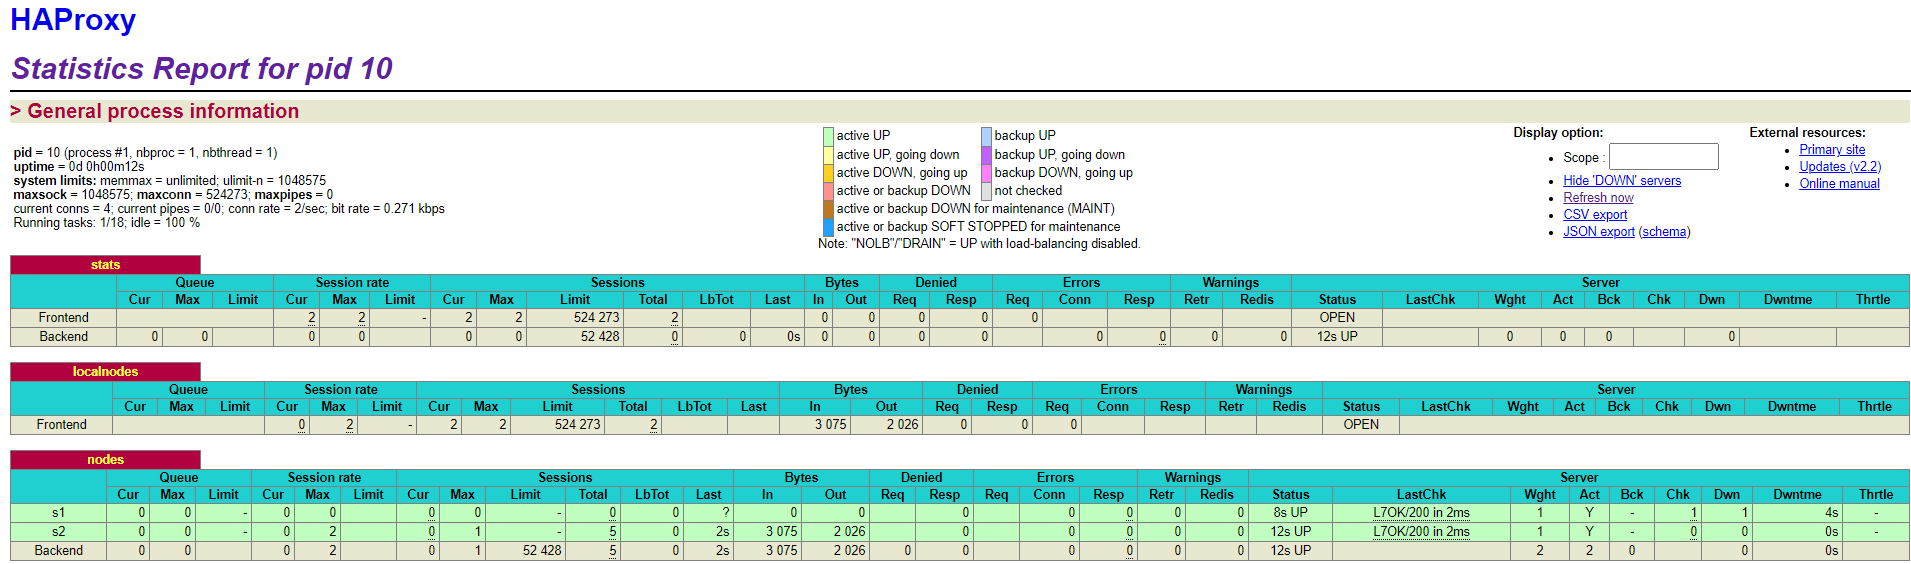 HAProxy
Statistics Report for pid 10
> General process information
pid = 10 (process #1, nbproc = 1, nbthread = 1)
uptime = 0d 0h00m12s
system limits: memmax = unlimited; ulimit-n = 1048575
maxsock = 1048575; maxconn = 524273; maxpipes = 0
current conns = 4; current pipes = 0/0; conn rate = 2/sec; bit rate = 0.271 kbps
Running tasks: 1/18; idle = 100 %
active UP backup UP
active UP, going down backup UP, going down
active DOWN, going up backup DOWN, going up
active or backup DOWN not checked
active or backup DOWN for maintenance (MAINT)
active or backup SOFT STOPPED for maintenance
Note: "NOLB"/"DRAIN" = UP with load-balancing disabled.
Display option:
• Scope :
• Hide 'DOWN' servers
• Refresh now
• CSV export
• JSON export (schema)
External resources:
• Primary site
• Updates (v2.2)
• Online manual
stats
Queue Session rate Sessions Bytes Denied Errors Warnings Server
Cur Max Limit Cur Max Limit Cur Max Limit Total LbTot Last In Out Req Resp Req Conn Resp Retr Redis Status LastChk Wght Act Bck Chk Dwn Dwntme Thrtle
Frontend 2 2 - 2 2 524 273 2 0 0 0 0 0 OPEN
Backend 0 0 0 0 0 0 52 428 0 0 0s 0 0 0 0 0 0 0 0 12s UP 0 0 0 0
localnodes
Queue Session rate Sessions Bytes Denied Errors Warnings Server
Cur Max Limit Cur Max Limit Cur Max Limit Total LbTot Last In Out Req Resp Req Conn Resp Retr Redis Status LastChk Wght Act Bck Chk Dwn Dwntme Thrtle
Frontend 0 2 - 2 2 524 273 2 3 075 2 026 0 0 0 OPEN
nodes
Queue Session rate Sessions Bytes Denied Errors Warnings Server
Cur Max Limit Cur Max Limit Cur Max Limit Total LbTot Last In Out Req Resp Req Conn Resp Retr Redis Status LastChk Wght Act Bck Chk Dwn Dwntme Thrtle
s1 0 0 - 0 0 0 0 - 0 0 ? 0 0 0 0 0 0 0 8s UP L7OK/200 in 2ms 1 Y - 1 1 4s -
s2 0 0 - 0 2 0 1 - 5 0 2s 3 075 2 026 0 0 0 0 0 12s UP L7OK/200 in 2ms 1 Y - 0 0 0s -
Backend 0 0 0 2 0 1 52 428 5 0 2s 3 075 2 026 0 0 0 0 0 0 12s UP 2 2 0 0 0s